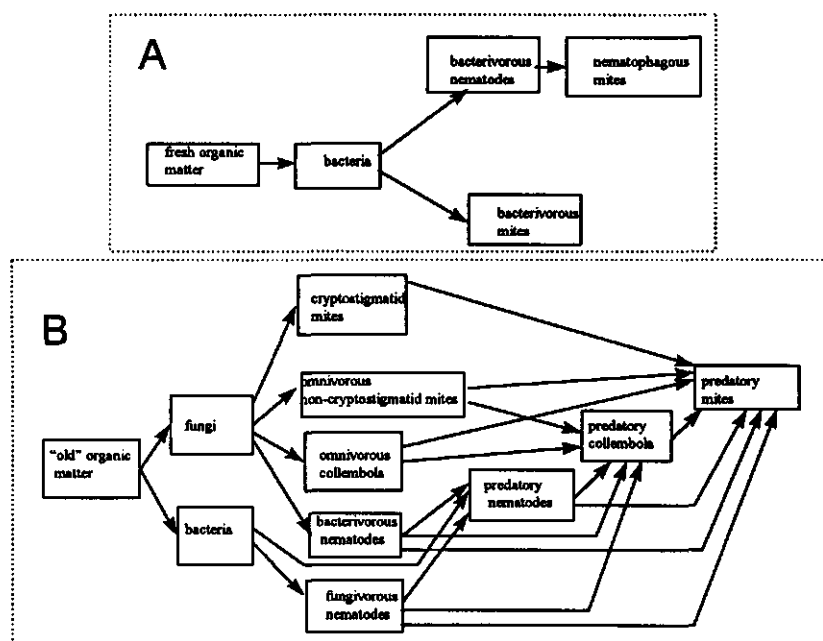 A
bacterivorous
nematodes
nematophagous
mites
fresh organic
matter
bacteria
bacterivorous
mites
B
cryptostigmatid
mites
omnivorous
non-cryptostigmatid mites
predatory
mites
fungi
predatory
collembola
"old" organic
matter
omnivorous
collembola
predatory
nematodes
bacteria
bacterivorous
nematodes
fungivorous
nematodes